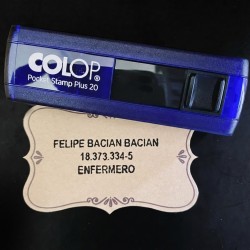 COLOP®
Pocket Stamp Plus 20
FELIPE BACIAN BACIAN
18.373.334-5
ENFERMERO